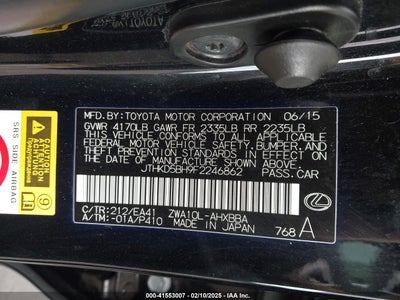 MFD. BY: TOYOTA MOTOR CORPORATION 06/15
GVWR 4170LB GAWR FR 2335LB RR 2235LB
THIS VEHICLE CONFORMS TO ALL APPLICABLE
FEDERAL MOTOR VEHICLE SAFETY, BUMPER, AND
THEFT PREVENTION STANDARDS IN EFFECT ON
THE DATE OF MANUFACTURE SHOWN ABOVE.
JTHKD5BH9F2246862 PASS.CAR
C/TR: 212/EA41 ZWA10L-AHXBBA
A/TM: -01A/P410 MADE IN JAPAN
768 A
SRS SIDE AIRBAG
000-41553007 02/10/2025 IAAI.COM